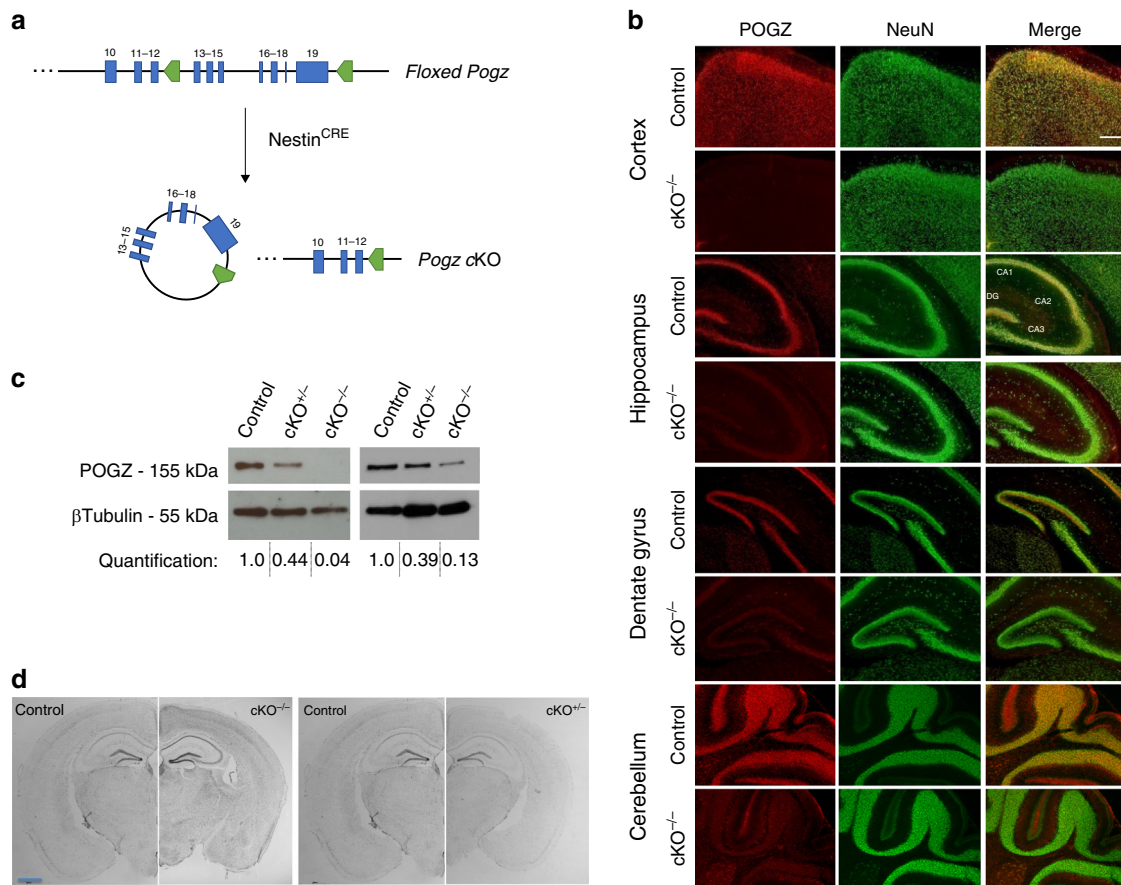 a
10 11–12 13–15 16–18 19
··· Floxed Pogz
Nestin^CRE
16–18
13–15 19
10 11–12
··· Pogz cKO
b
POGZ NeuN Merge
Cortex
Control
cKO–/–
Hippocampus
Control
CA1
DG
CA2
CA3
cKO–/–
Dentate gyrus
Control
cKO–/–
Cerebellum
Control
cKO–/–
c
Control cKO+/– cKO–/– Control cKO+/– cKO–/–
POGZ - 155 kDa
βTubulin - 55 kDa
Quantification: 1.0 0.44 0.04 1.0 0.39 0.13
d
Control cKO–/– Control cKO+/–